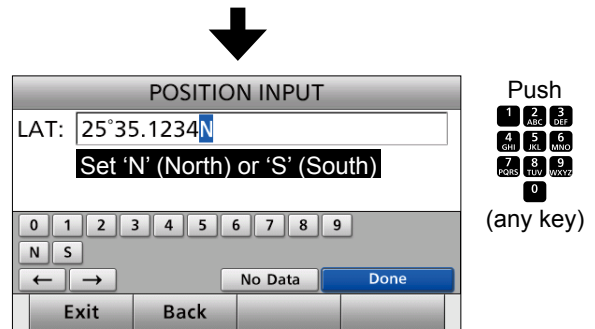 POSITION INPUT
LAT: 25°35.1234N
Set ‘N’ (North) or ‘S’ (South)
0 1 2 3 4 5 6 7 8 9
N S
← → No Data Done
Exit Back
Push
1 2 ABC 3 DEF
4 GHI 5 JKL 6 MNO
7 PQRS 8 TUV 9 WXYZ
0
(any key)